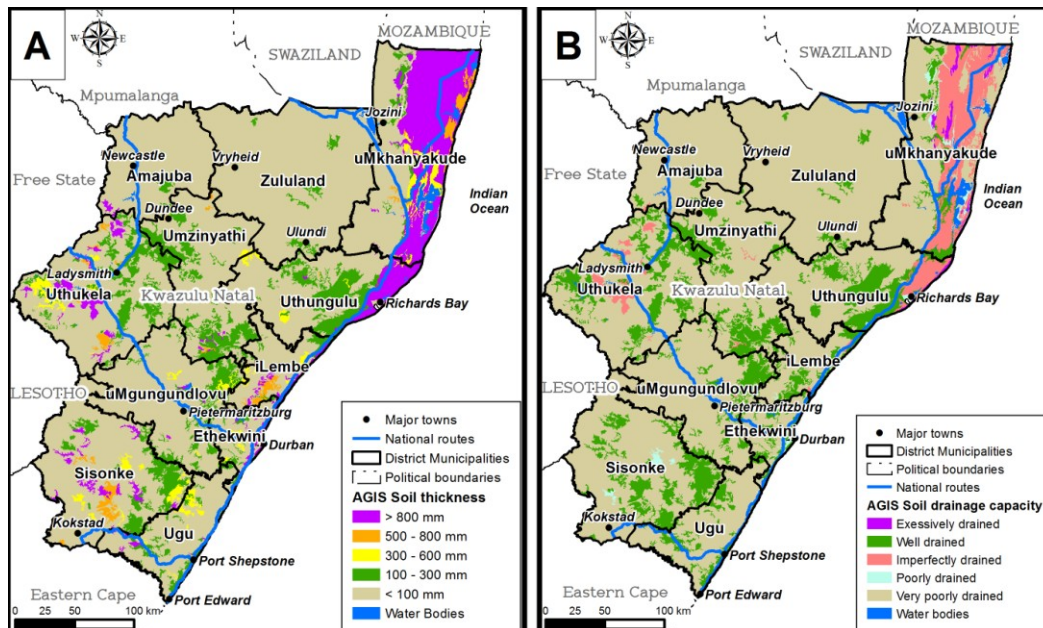 A
N
W
E
S
MOZAMBIQUE
SWAZILAND
Mpumalanga
Jozini
Newcastle
Vryheid
uMkhanyakude
Free State
Amajuba
Zululand
Indian
Ocean
Dundee
Umzinyathi
Ulundi
Ladysmith
Uthukela
Kwazulu Natal
Uthungulu
Richards Bay
iLembe
LESOTHO
uMgungundlovu
Pietermaritzburg
Ethekwini
Durban
Sisonke
Kokstad
Ugu
Port Shepstone
Port Edward
Eastern Cape
0 25 50 100 km
Major towns
National routes
District Municipalities
Political boundaries
AGIS Soil thickness
> 800 mm
500 - 800 mm
300 - 600 mm
100 - 300 mm
< 100 mm
Water Bodies
B
N
W
E
S
MOZAMBIQUE
SWAZILAND
Mpumalanga
Jozini
Newcastle
Vryheid
uMkhanyakude
Free State
Amajuba
Zululand
Indian
Ocean
Dundee
Umzinyathi
Ulundi
Ladysmith
Uthukela
Kwazulu Natal
Uthungulu
Richards Bay
iLembe
LESOTHO
uMgungundlovu
Pietermaritzburg
Ethekwini
Durban
Sisonke
Kokstad
Ugu
Port Shepstone
Port Edward
Eastern Cape
0 25 50 100 km
Major towns
District Municipalities
Political boundaries
National routes
AGIS Soil drainage capacity
Exessively drained
Well drained
Imperfectly drained
Poorly drained
Very poorly drained
Water bodies